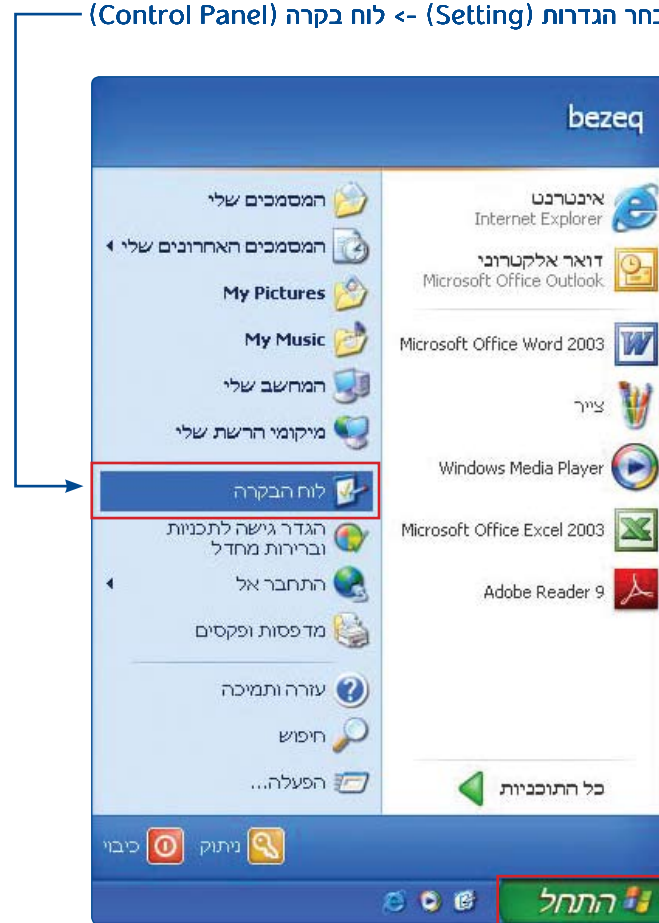 בחר הגדרות (Setting) -> לוח בקרה (Control Panel)
bezeq
אינטרנט
Internet Explorer
דואר אלקטרוני
Microsoft Office Outlook
Microsoft Office Word 2003
צייר
Windows Media Player
Microsoft Office Excel 2003
Adobe Reader 9
כל התוכניות
המסמכים שלי
המסמכים האחרונים שלי
My Pictures
My Music
המחשב שלי
מיקומי הרשת שלי
לוח הבקרה
הגדר גישה לתכניות
וברירות מחדל
התחבר אל
מדפסות ופקסים
עזרה ותמיכה
חיפוש
הפעלה...
ניתוק
כיבוי
התחל